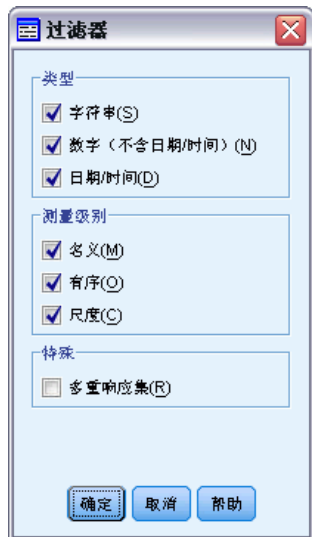 过滤器
类型
字符串(S)
数字（不含日期/时间）(N)
日期/时间(D)
测量级别
名义(M)
有序(O)
尺度(C)
特殊
多重响应集(R)
确定 取消 帮助